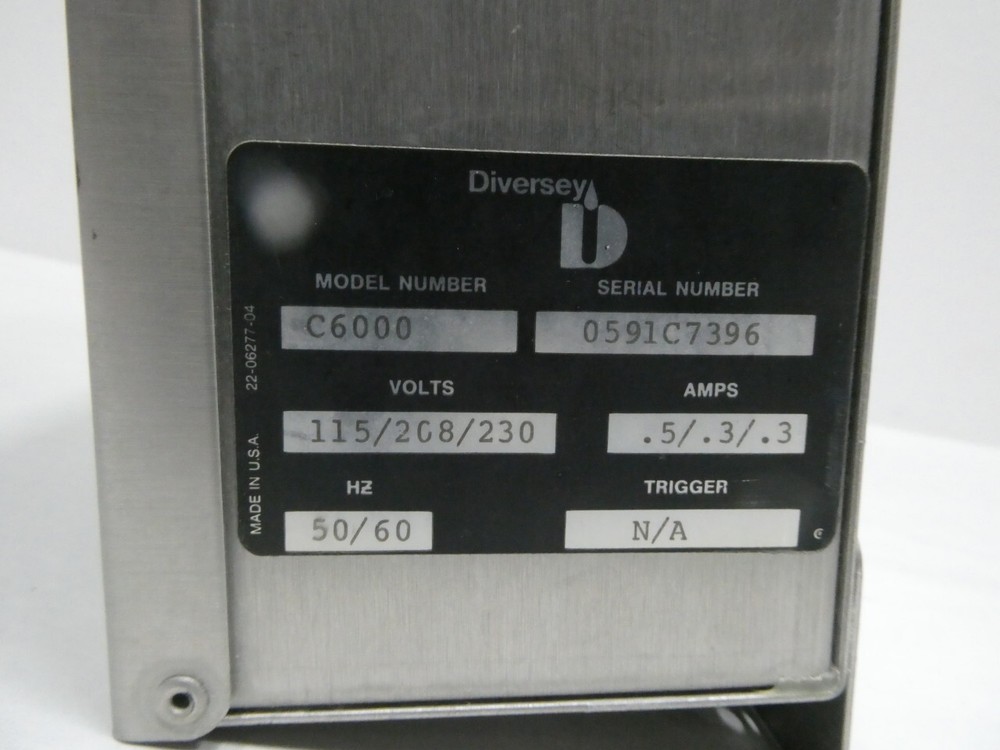 Diversey
D
MODEL NUMBER
SERIAL NUMBER
C6000
0591C7396
VOLTS
AMPS
115/208/230
.5/.3/.3
HZ
TRIGGER
50/60
N/A
MADE IN U.S.A.
22-06277-04